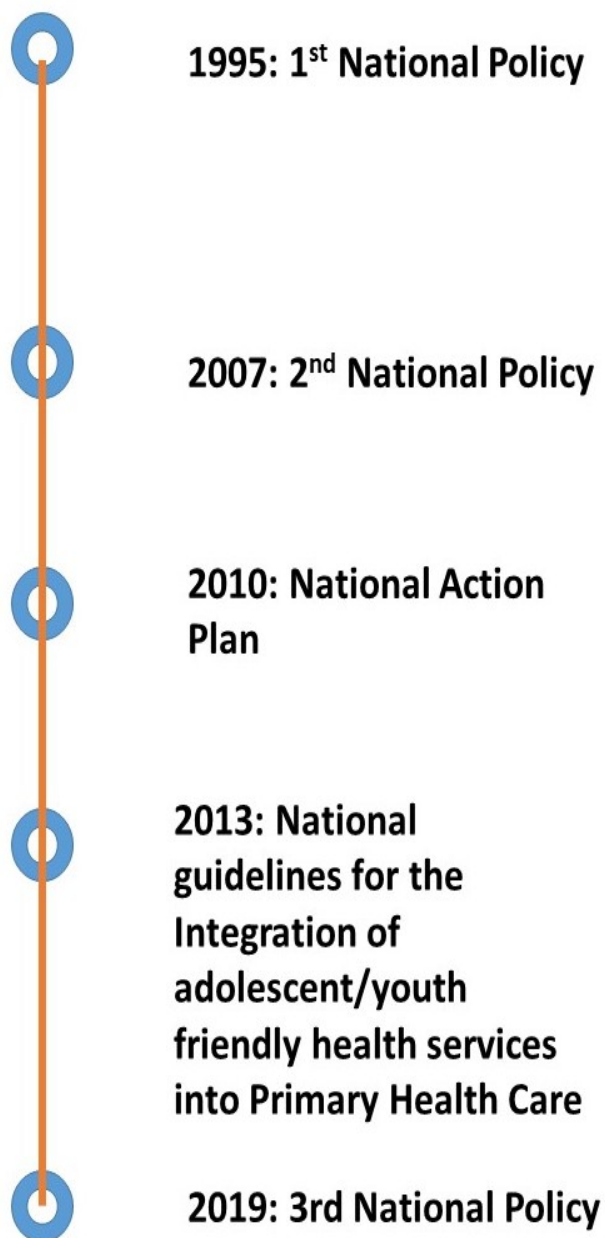 1995: 1st National Policy
2007: 2nd National Policy
2010: National Action
Plan
2013: National
guidelines for the
Integration of
adolescent/youth
friendly health services
into Primary Health Care
2019: 3rd National Policy